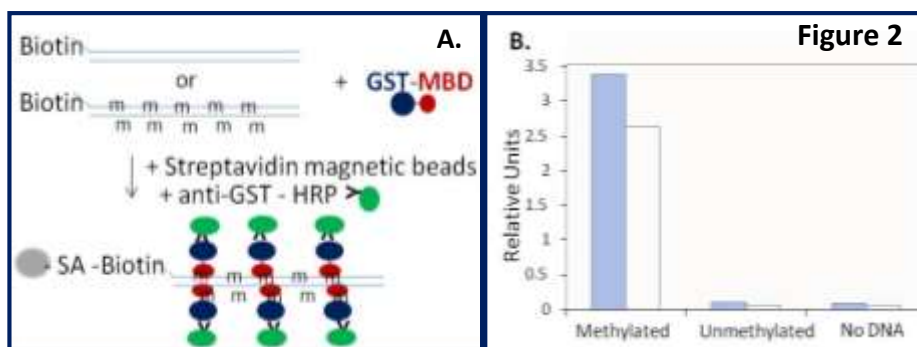 A.
Biotin
or
+ GST-MBD
Biotin m m m m m
m m m m m
+ Streptavidin magnetic beads
+ anti-GST - HRP
- SA -Biotin m m m m m
m m m m m
B.
Figure 2
Relative Units
3.5
3
2.5
2
1.5
1
0.5
0
Methylated Unmethylated No DNA